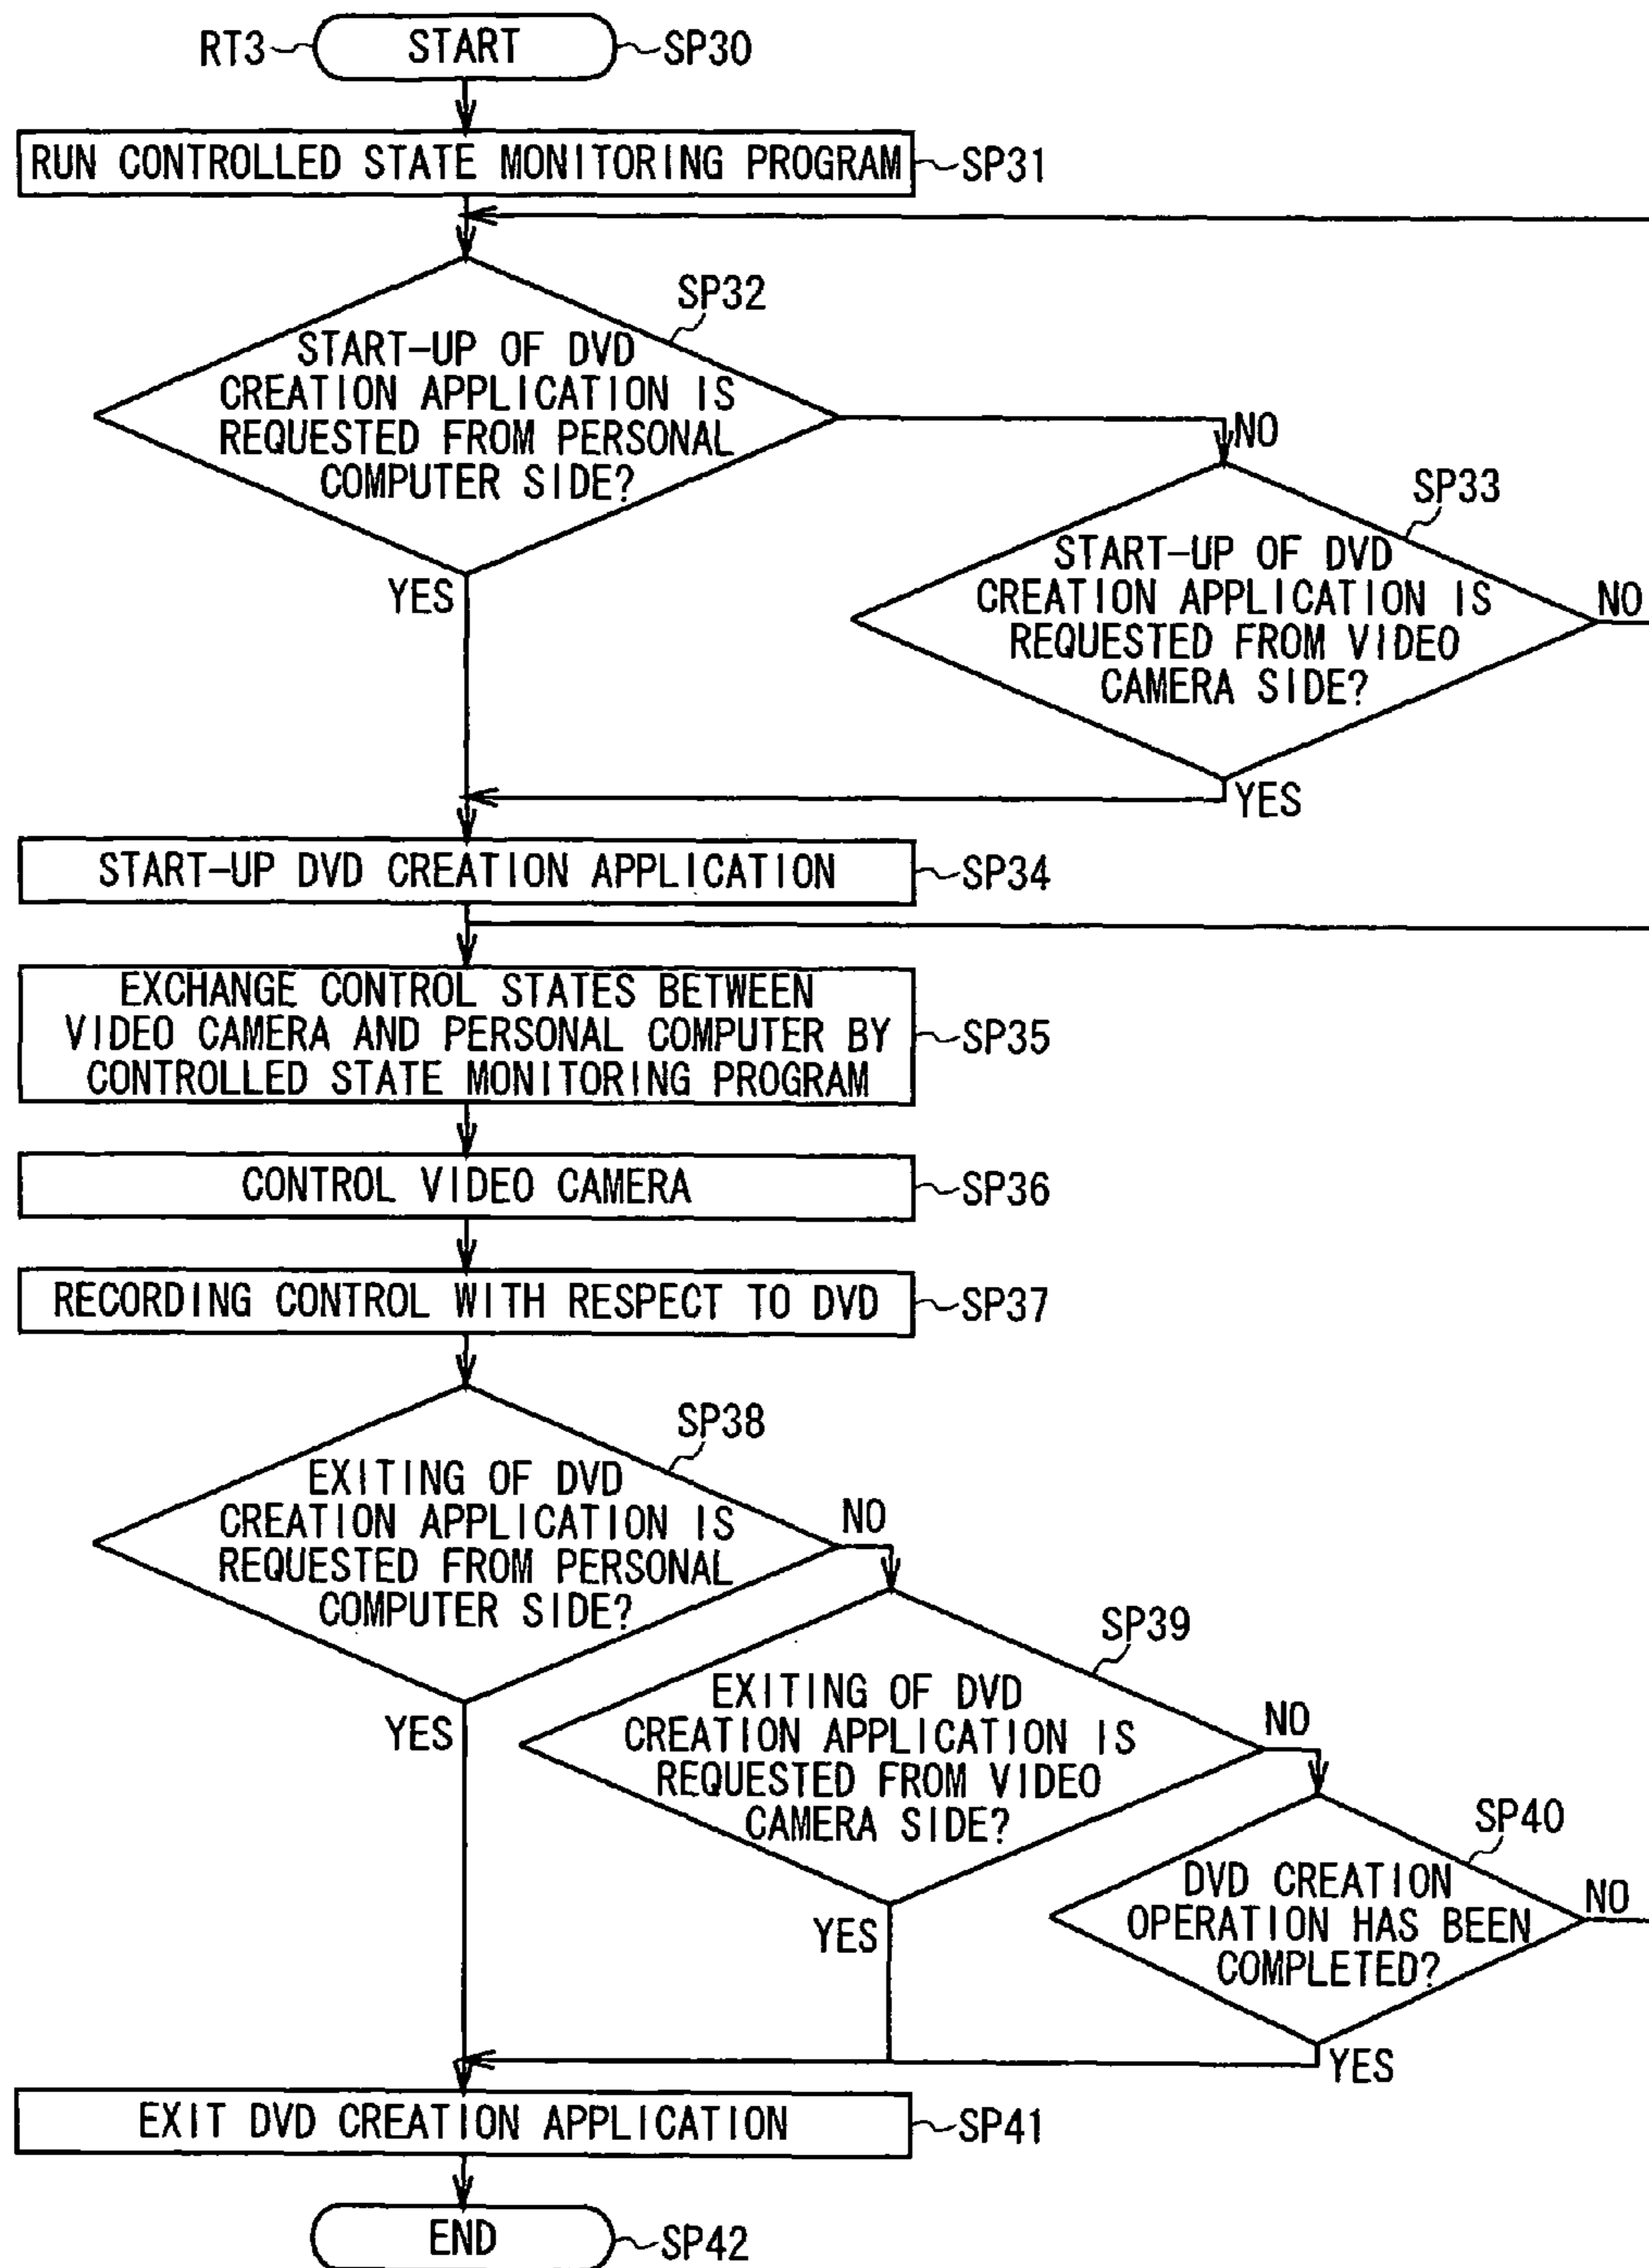 RT3 START SP30
RUN CONTROLLED STATE MONITORING PROGRAM SP31
SP32
START-UP OF DVD
CREATION APPLICATION IS
REQUESTED FROM PERSONAL
COMPUTER SIDE?
NO
YES
SP33
START-UP OF DVD
CREATION APPLICATION IS
REQUESTED FROM VIDEO
CAMERA SIDE?
NO
YES
START-UP DVD CREATION APPLICATION SP34
EXCHANGE CONTROL STATES BETWEEN
VIDEO CAMERA AND PERSONAL COMPUTER BY
CONTROLLED STATE MONITORING PROGRAM
SP35
CONTROL VIDEO CAMERA SP36
RECORDING CONTROL WITH RESPECT TO DVD SP37
SP38
EXITING OF DVD
CREATION APPLICATION IS
REQUESTED FROM PERSONAL
COMPUTER SIDE?
NO
YES
SP39
EXITING OF DVD
CREATION APPLICATION IS
REQUESTED FROM VIDEO
CAMERA SIDE?
NO
YES
SP40
DVD CREATION
OPERATION HAS BEEN
COMPLETED?
NO
YES
EXIT DVD CREATION APPLICATION SP41
END SP42